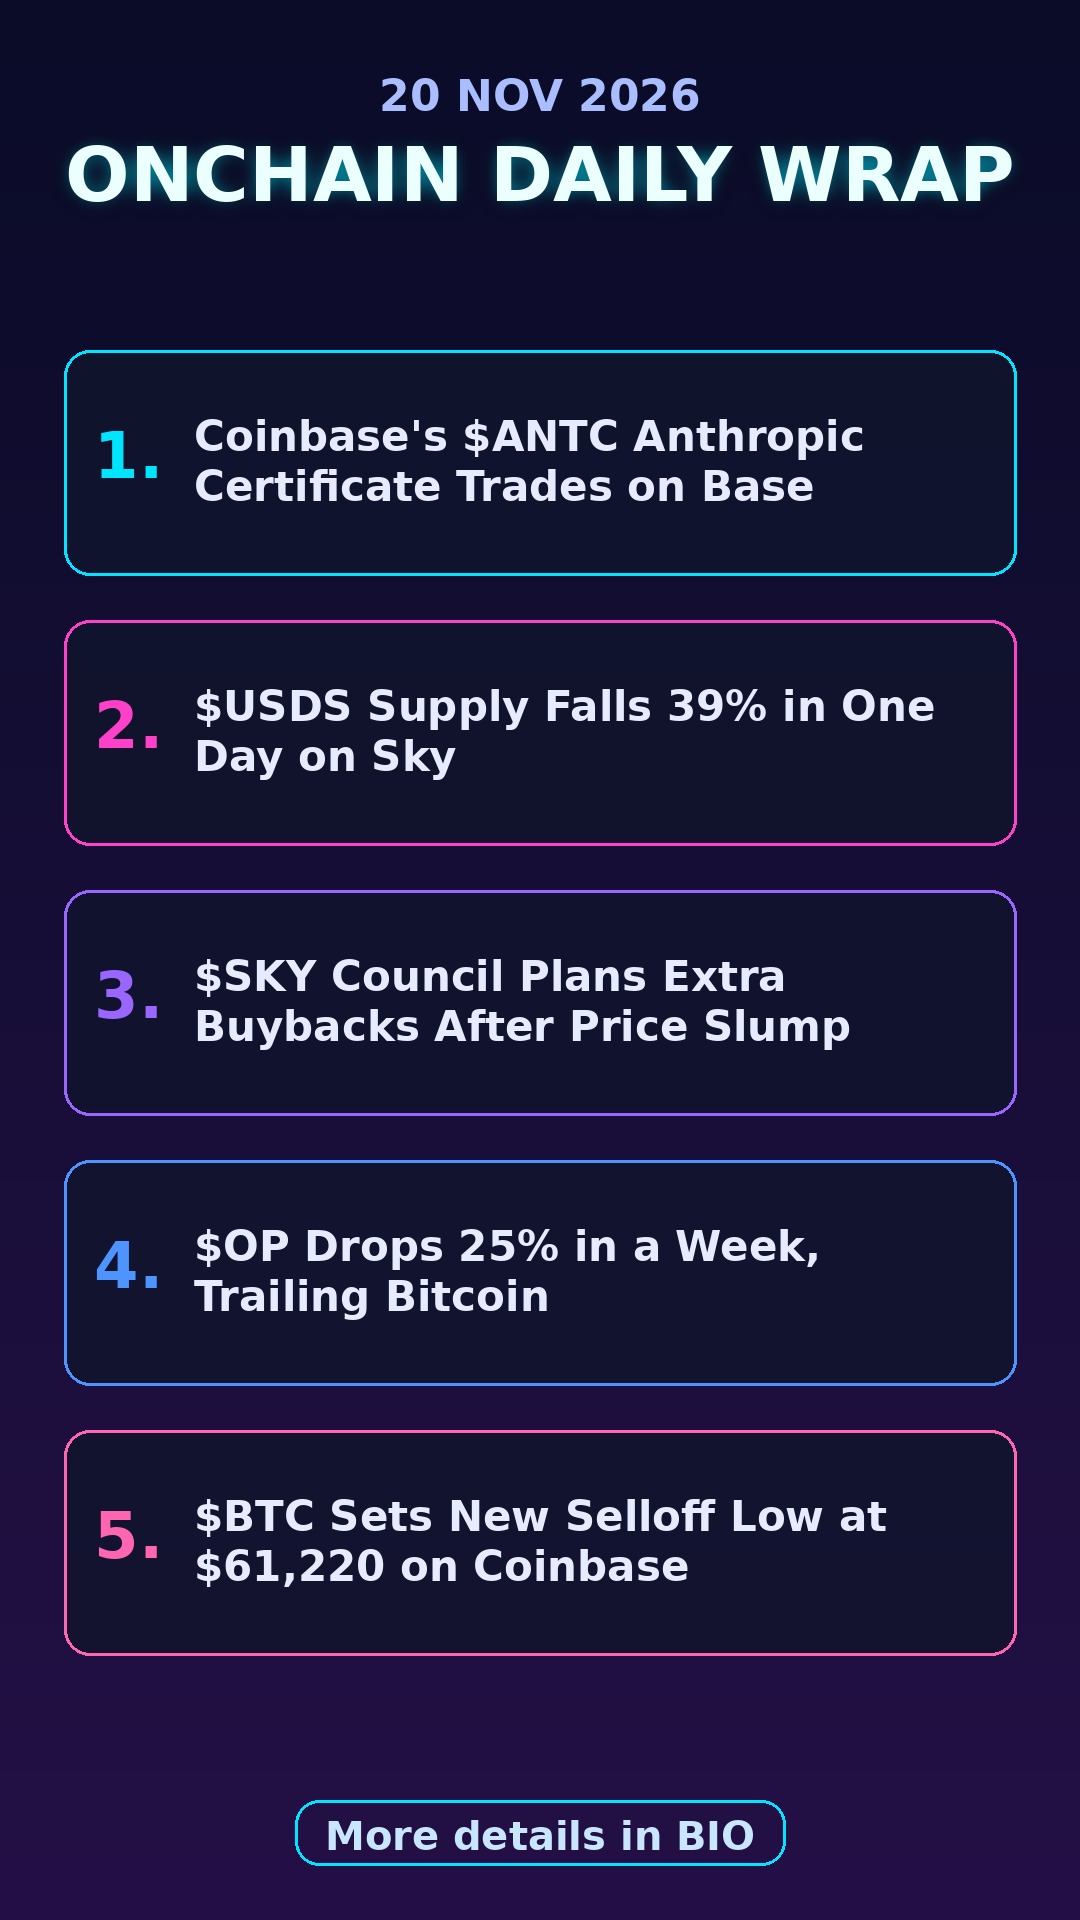 20 NOV 2026
ONCHAIN DAILY WRAP
1.
Coinbase's $ANTC Anthropic
Certificate Trades on Base
2.
$USDS Supply Falls 39% in One
Day on Sky
3.
$SKY Council Plans Extra
Buybacks After Price Slump
4.
$OP Drops 25% in a Week,
Trailing Bitcoin
5.
$BTC Sets New Selloff Low at
$61,220 on Coinbase
More details in BIO